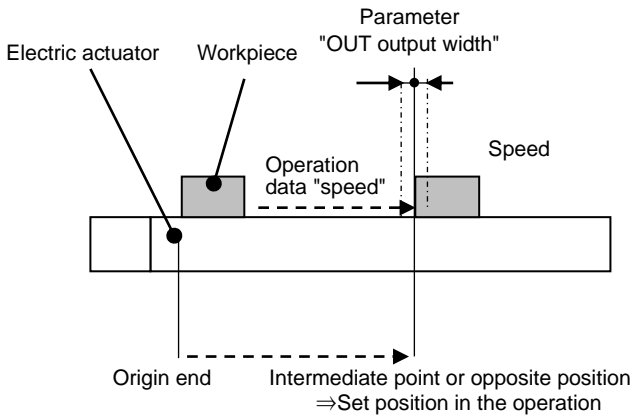 Parameter
"OUT output width"
Electric actuator
Workpiece
Speed
Operation
data "speed"
Origin end
Intermediate point or opposite position
⇒Set position in the operation